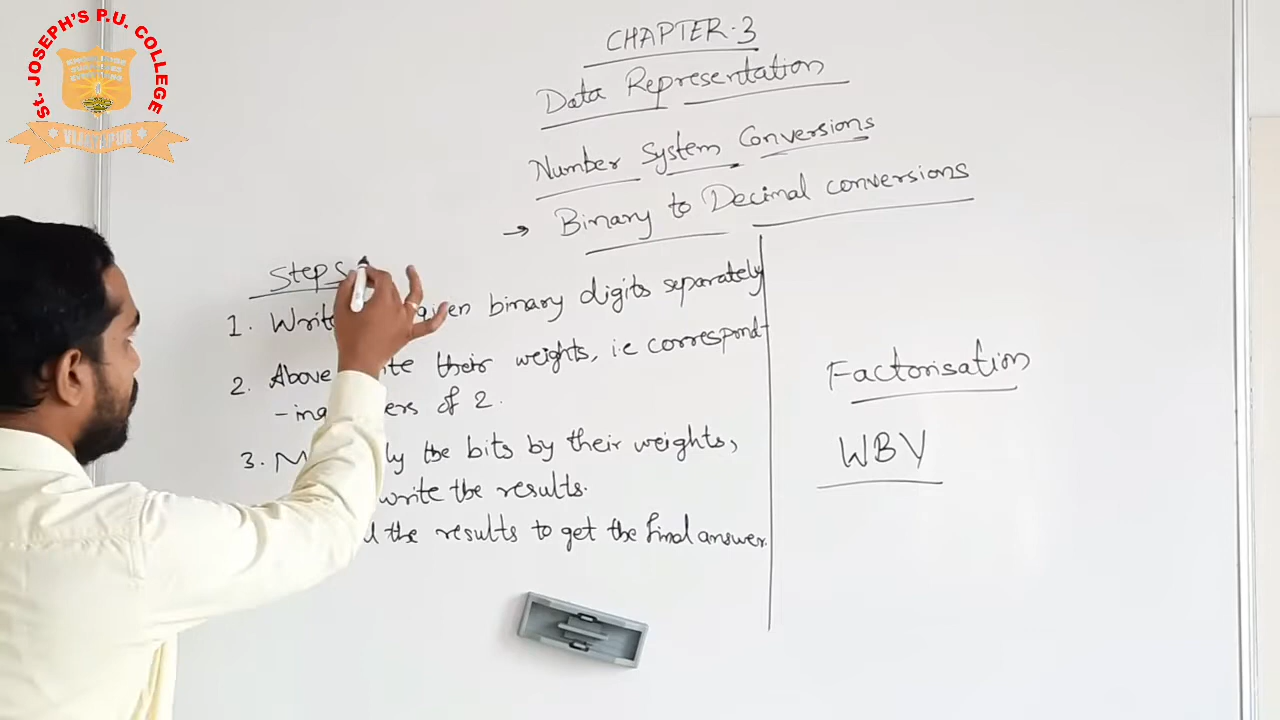 St. JOSEPH'S P.U. COLLEGE
CHAPTER-3
Data Representation
Number System Conversions
→ Binary to Decimal conversions
Steps
1. Write given binary digits separately
2. Above their weights, i.e correspond-
-ing of 2.
3. the bits by their weights,
write the results.
the results to get the final answer.
Factorisation
WBV